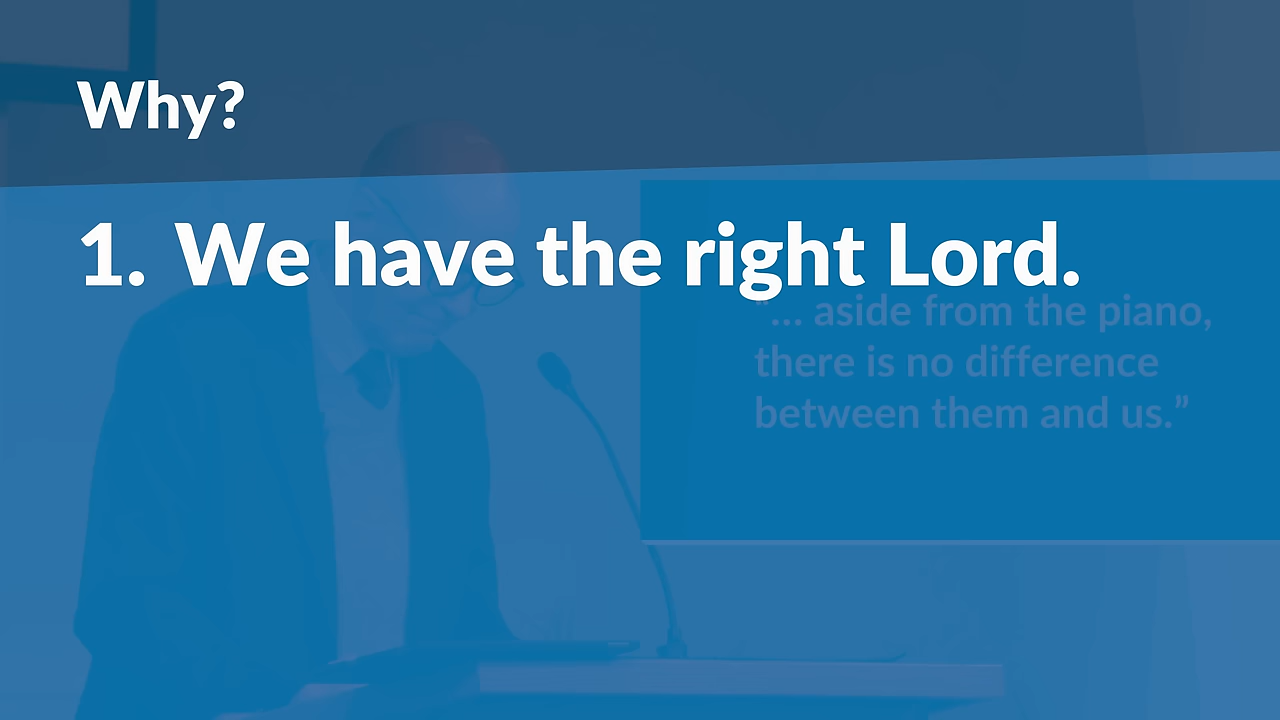 Why?
1. We have the right Lord.
"... aside from the piano,
there is no difference
between them and us.”